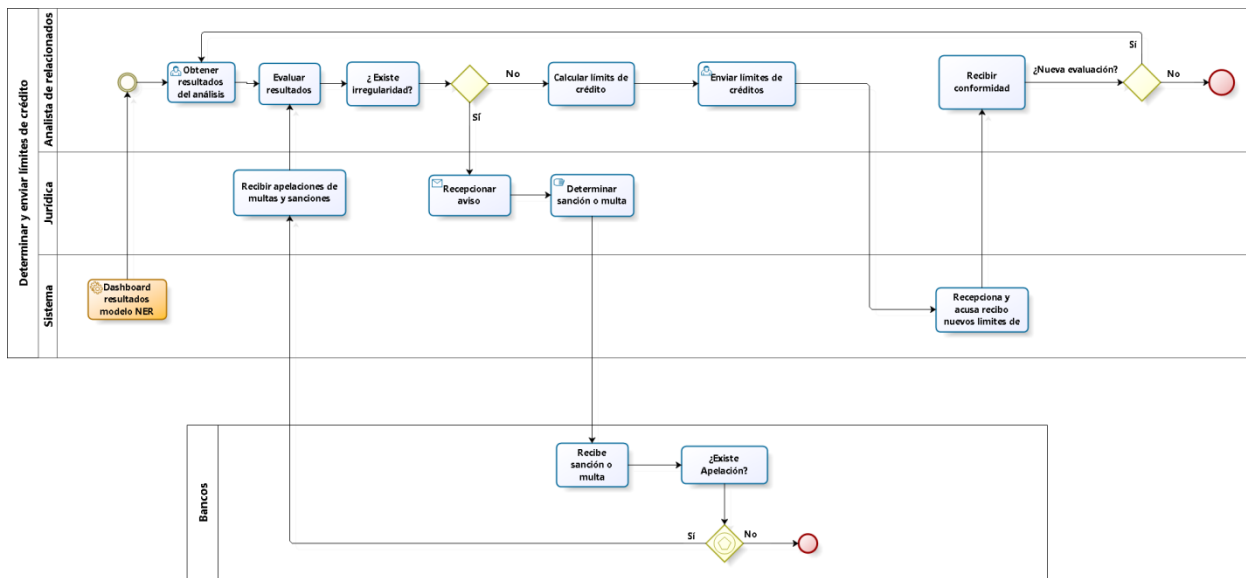 Determinar y enviar límites de crédito
Analista de relacionados
Obtener
resultados
del análisis
Evaluar
resultados
¿ Existe
irregularidad?
No
Sí
Calcular límits de
crédito
Enviar límites de
créditos
Recibir
conformidad
¿Nueva evaluación?
Sí
No
Jurídica
Recibir apelaciones de
multas y sanciones
Recepcionar
aviso
Determinar
sanción o multa
Sistema
Dashboard
resultados
modelo NER
Recepciona y
acusa recibo
nuevos limites de
Bancos
Recibe
sanción o
multa
¿Existe
Apelación?
Sí
No